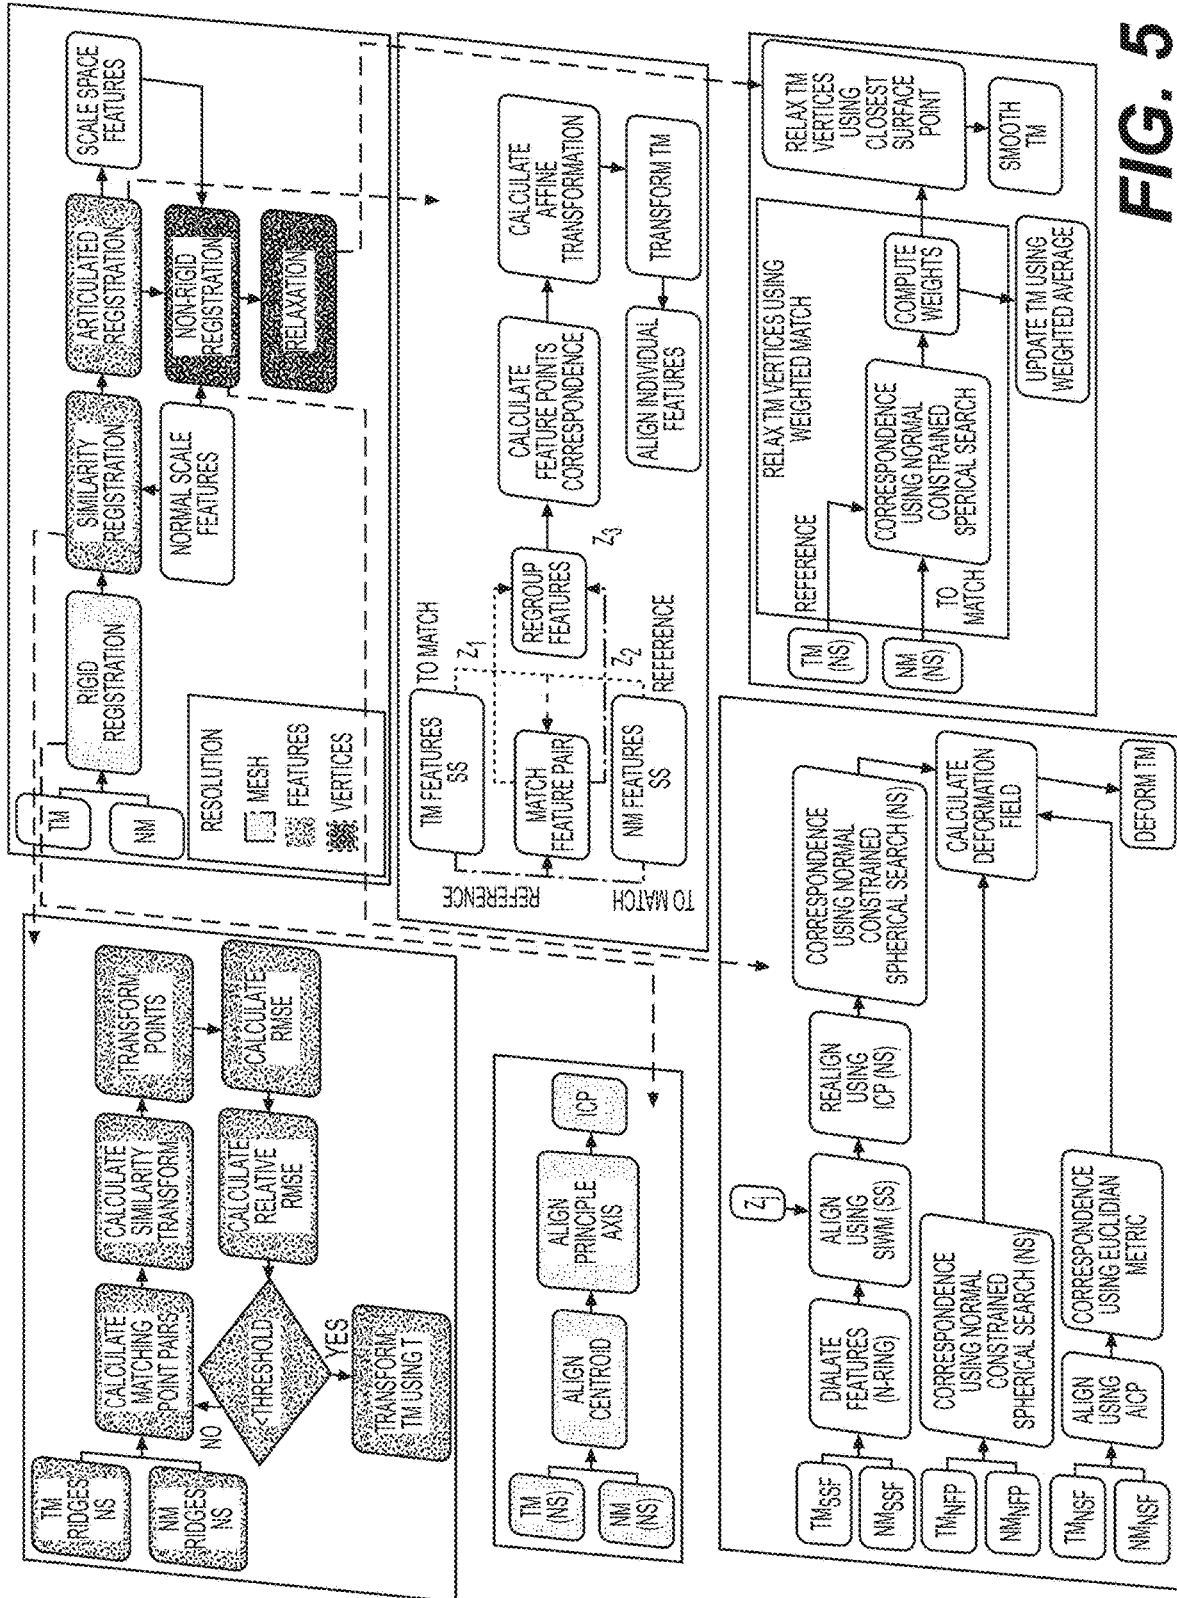 TM
NM
RIGID
REGISTRATION
SIMILARITY
REGISTRATION
ARTICULATED
REGISTRATION
SCALE SPACE
FEATURES
NORMAL SCALE
FEATURES
NON-RIGID
REGISTRATION
RELAXATION
RESOLUTION
MESH
FEATURES
VERTICES
TM
RIDGES
NS
NM
RIDGES
NS
CALCULATE
MATCHING
POINT PAIRS
CALCULATE
SIMILARITY
TRANSFORM
TRANSFORM
POINTS
CALCULATE
RMSE
CALCULATE
RELATIVE
RMSE
<THRESHOLD
NO
YES
TRANSFORM
TM USING T
TM
(NS)
NM
(NS)
ALIGN
CENTROID
ALIGN
PRINCIPLE
AXIS
ICP
REFERENCE
TO MATCH
TM FEATURES
SS
TO MATCH
MATCH
FEATURE PAIR
NM FEATURES
SS
REFERENCE
Z1
Z2
Z3
REGROUP
FEATURES
CALCULATE
FEATURE POINTS
CORRESPONDENCE
CALCULATE
AFFINE
TRANSFORMATION
TRANSFORM TM
ALIGN INDIVIDUAL
FEATURES
TMSSF
NMSSF
TMNFP
NMNFP
TMNSF
NMNSF
DIALATE
FEATURES
(N-RING)
Zj
ALIGN
USING
SIWM (SS)
REALIGN
USING
ICP (NS)
CORRESPONDENCE
USING NORMAL
CONSTRAINED
SPHERICAL SEARCH (NS)
CORRESPONDENCE
USING NORMAL
CONSTRAINED
SPHERICAL SEARCH (NS)
ALIGN
USING
AICP
CORRESPONDENCE
USING EUCLIDIAN
METRIC
CALCULATE
DEFORMATION
FIELD
DEFORM TM
TM
(NS)
NM
(NS)
REFERENCE
TO
MATCH
RELAX TM VERTICES USING
WEIGHTED MATCH
CORRESPONDENCE
USING NORMAL
CONSTRAINED
SPERICAL SEARCH
COMPUTE
WEIGHTS
UPDATE TM USING
WEIGHTED AVERAGE
RELAX TM
VERTICES
USING
CLOSEST
SURFACE
POINT
SMOOTH
TM
FIG. 5